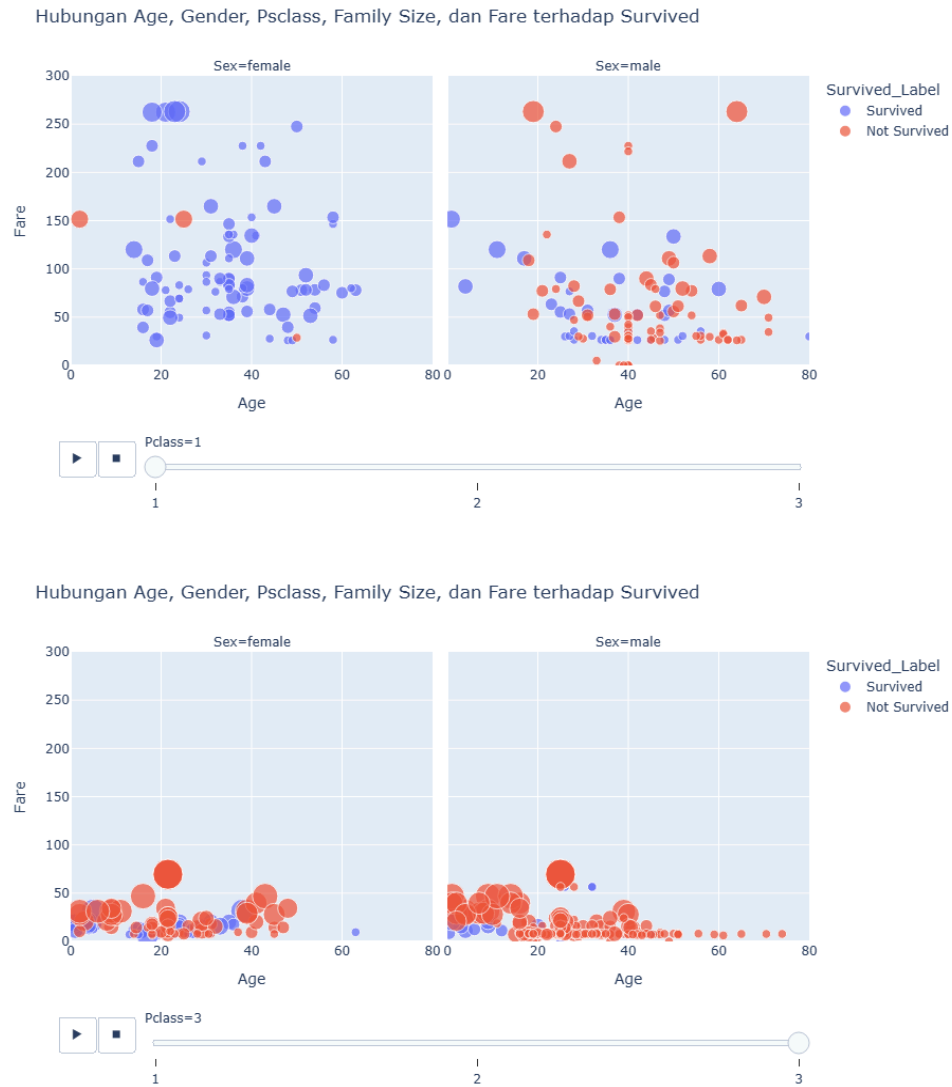 Hubungan Age, Gender, Psclass, Family Size, dan Fare terhadap Survived
Sex=female
Sex=male
Survived_Label
Survived
Not Survived
300
250
200
150
100
50
0
Fare
0 20 40 60 80
0 20 40 60 80
Age
Age
Pclass=1
1 2 3
Hubungan Age, Gender, Psclass, Family Size, dan Fare terhadap Survived
Sex=female
Sex=male
Survived_Label
Survived
Not Survived
300
250
200
150
100
50
0
Fare
0 20 40 60 80
0 20 40 60 80
Age
Age
Pclass=3
1 2 3